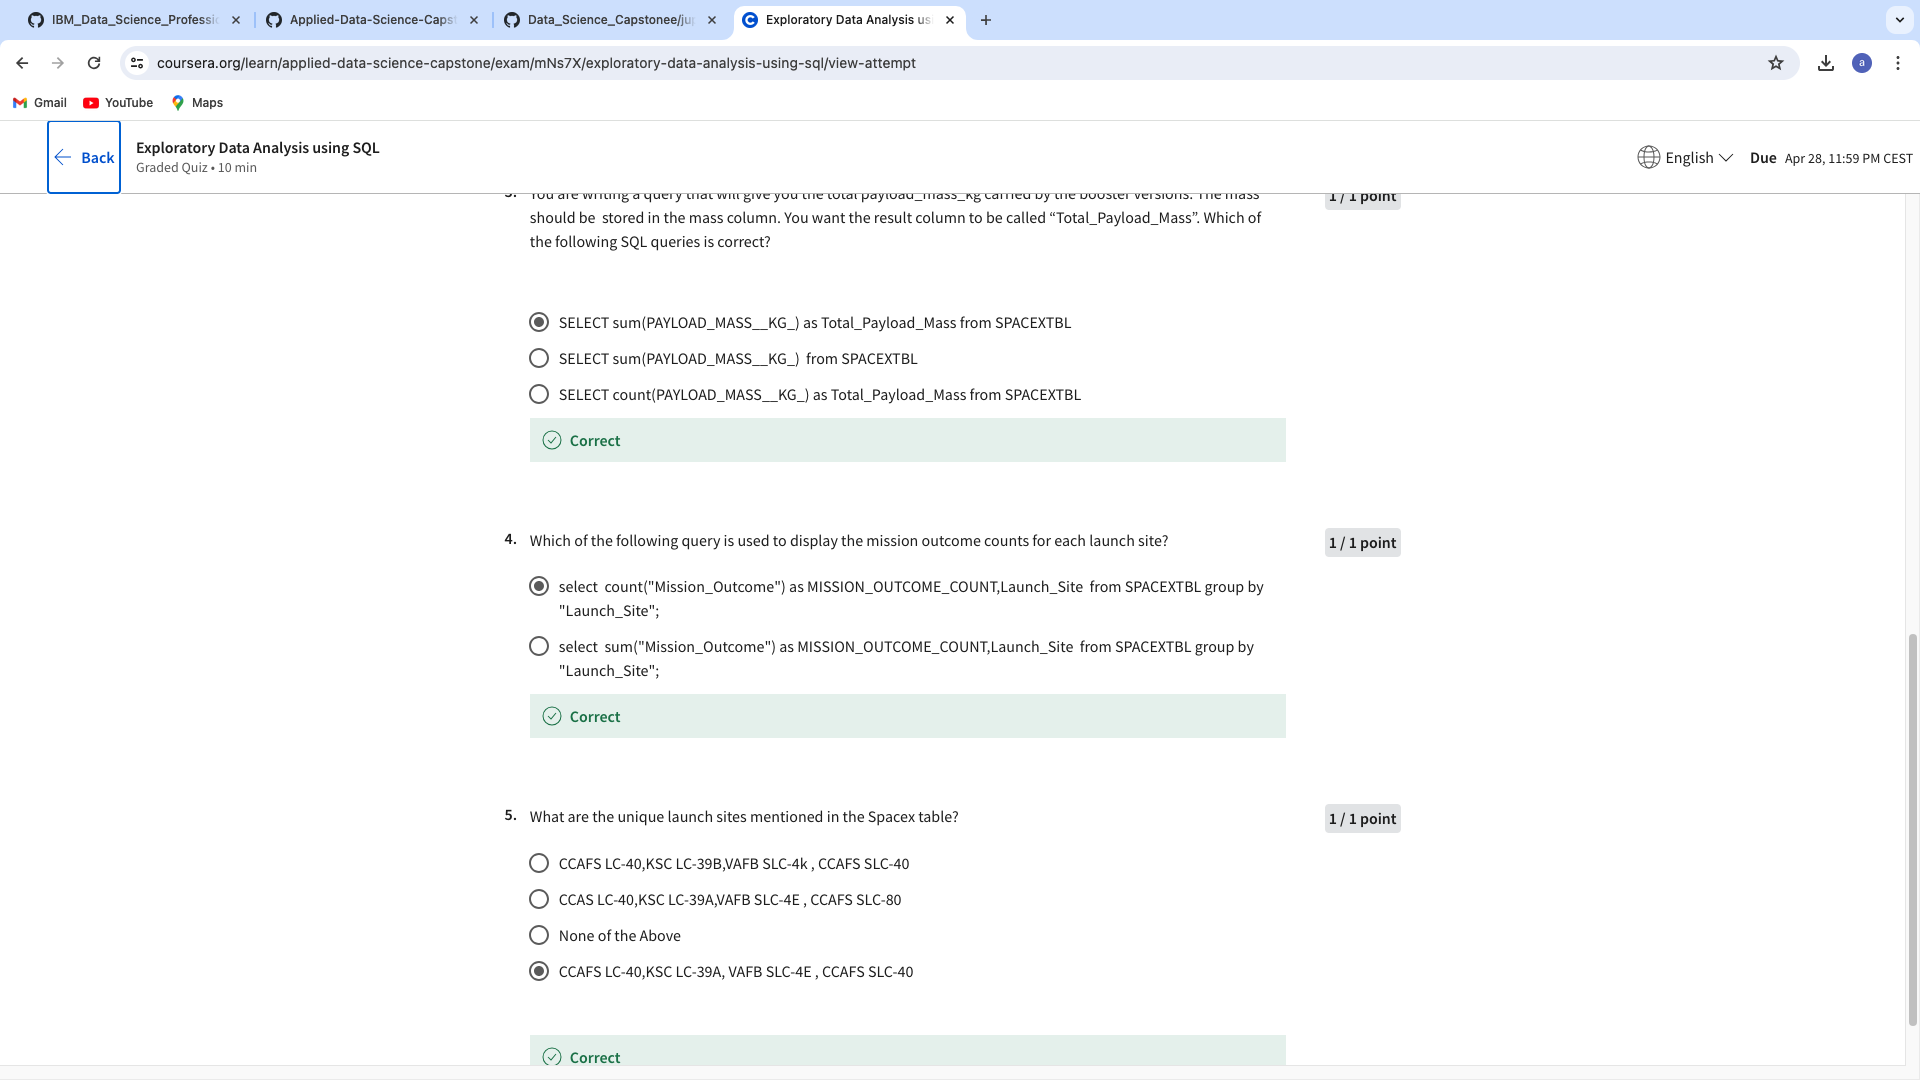 IBM_Data_Science_Professi
Applied-Data-Science-Caps
Data_Science_Capstonee/ju
Exploratory Data Analysis us
coursera.org/learn/applied-data-science-capstone/exam/mNs7X/exploratory-data-analysis-using-sql/view-attempt
a
Gmail
YouTube
Maps
Back
Exploratory Data Analysis using SQL
Graded Quiz • 10 min
English
Due Apr 28, 11:59 PM CEST
3. You are writing a query that will give you the total payload_mass_kg carried by the booster versions. The mass
1 / 1 point
should be stored in the mass column. You want the result column to be called “Total_Payload_Mass”. Which of
the following SQL queries is correct?
SELECT sum(PAYLOAD_MASS__KG_) as Total_Payload_Mass from SPACEXTBL
SELECT sum(PAYLOAD_MASS__KG_) from SPACEXTBL
SELECT count(PAYLOAD_MASS__KG_) as Total_Payload_Mass from SPACEXTBL
Correct
4. Which of the following query is used to display the mission outcome counts for each launch site?
1 / 1 point
select count("Mission_Outcome") as MISSION_OUTCOME_COUNT,Launch_Site from SPACEXTBL group by
"Launch_Site";
select sum("Mission_Outcome") as MISSION_OUTCOME_COUNT,Launch_Site from SPACEXTBL group by
"Launch_Site";
Correct
5. What are the unique launch sites mentioned in the Spacex table?
1 / 1 point
CCAFS LC-40,KSC LC-39B,VAFB SLC-4k , CCAFS SLC-40
CCAS LC-40,KSC LC-39A,VAFB SLC-4E , CCAFS SLC-80
None of the Above
CCAFS LC-40,KSC LC-39A, VAFB SLC-4E , CCAFS SLC-40
Correct